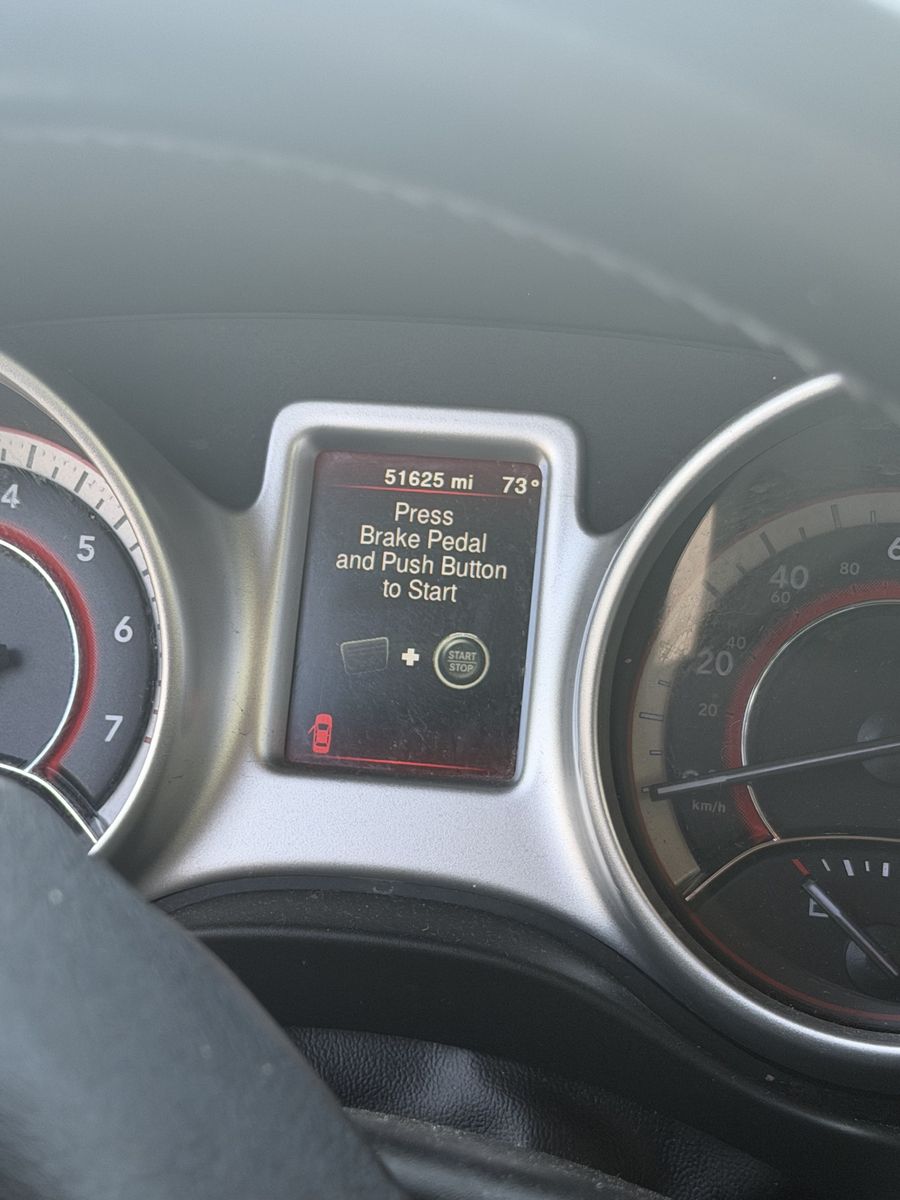 51625 mi 73°
Press
Brake Pedal
and Push Button
to Start
START
STOP
4
5
6
7
6
80
40
60
40
20
20
km/h